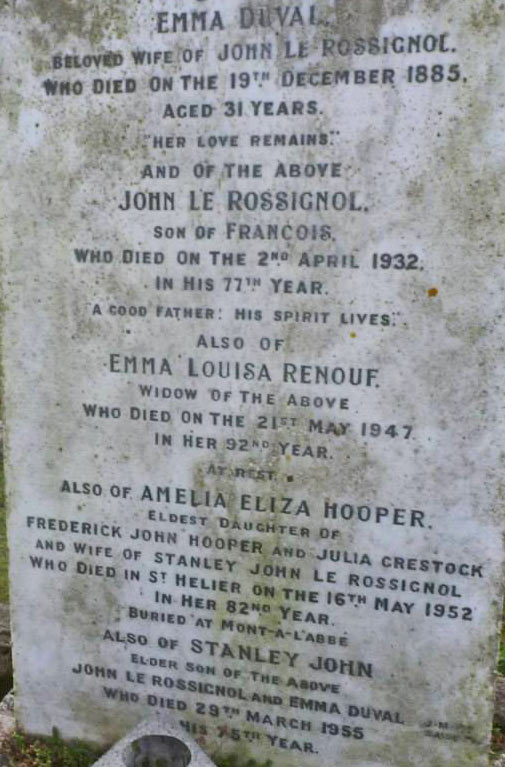 EMMA DUVAL.
BELOVED WIFE OF JOHN LE ROSSIGNOL.
WHO DIED ON THE 19TH DECEMBER 1885.
AGED 31 YEARS.
"HER LOVE REMAINS."
AND OF THE ABOVE
JOHN LE ROSSIGNOL.
SON OF FRANCOIS.
WHO DIED ON THE 2ND APRIL 1932.
IN HIS 77TH YEAR.
"A GOOD FATHER: HIS SPIRIT LIVES."
ALSO OF
EMMA LOUISA RENOUF.
WIDOW OF THE ABOVE
WHO DIED ON THE 21ST MAY 1947
IN HER 92ND YEAR.
AT REST.
ALSO OF AMELIA ELIZA HOOPER.
ELDEST DAUGHTER OF
FREDERICK JOHN HOOPER AND JULIA GRESTOCK
AND WIFE OF STANLEY JOHN LE ROSSIGNOL
WHO DIED IN ST HELIER ON THE 16TH MAY 1952
IN HER 82ND YEAR.
BURIED AT MONT-A-L'ABBÉ
ALSO OF STANLEY JOHN
ELDER SON OF THE ABOVE
JOHN LE ROSSIGNOL AND EMMA DUVAL
WHO DIED 29TH MARCH 1955
HIS 75TH YEAR.